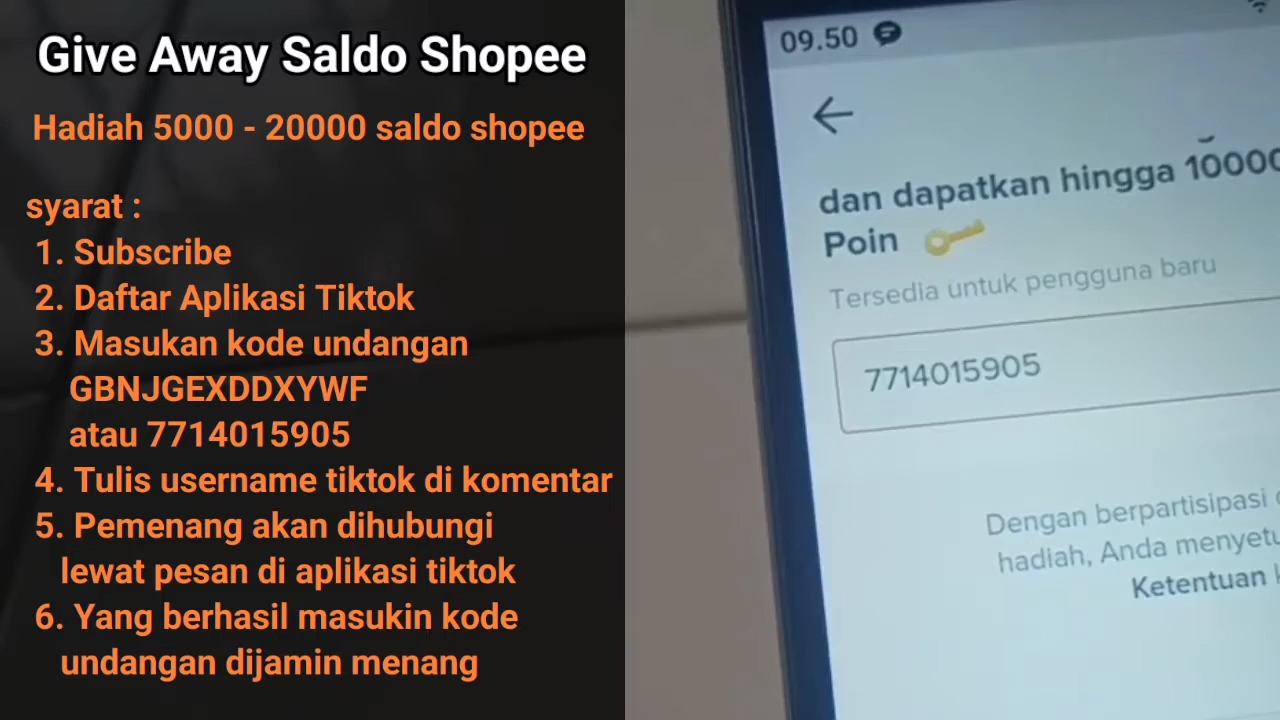 Give Away Saldo Shopee
Hadiah 5000 - 20000 saldo shopee
syarat :
1. Subscribe
2. Daftar Aplikasi Tiktok
3. Masukan kode undangan
GBNJGEXDDXYWF
atau 7714015905
4. Tulis username tiktok di komentar
5. Pemenang akan dihubungi
lewat pesan di aplikasi tiktok
6. Yang berhasil masukin kode
undangan dijamin menang
09.50
dan dapatkan hingga 10000
Poin
Tersedia untuk pengguna baru
7714015905
Dengan berpartisipasi
hadiah, Anda menyetu
Ketentuan